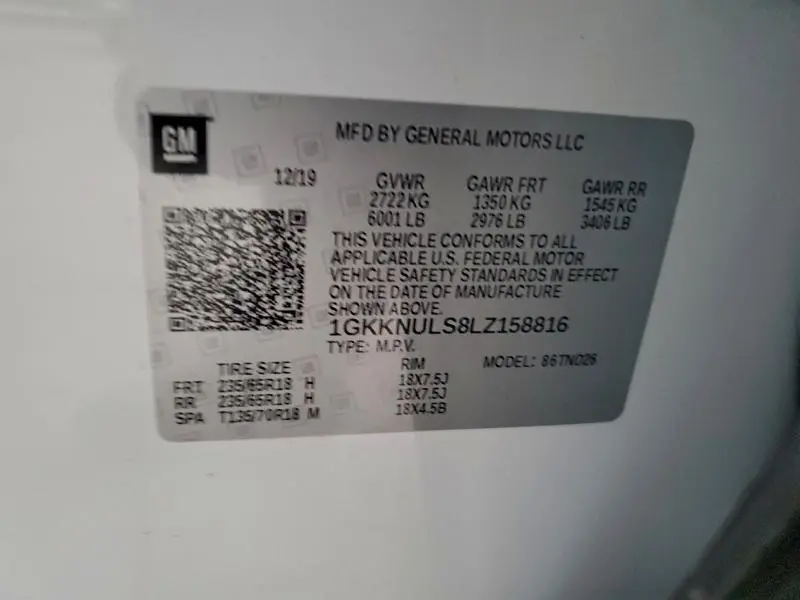 GM
MFD BY GENERAL MOTORS LLC
12/19 GVWR GAWR FRT GAWR RR
2722 KG 1350 KG 1545 KG
6001 LB 2976 LB 3406 LB
THIS VEHICLE CONFORMS TO ALL
APPLICABLE U.S. FEDERAL MOTOR
VEHICLE SAFETY STANDARDS IN EFFECT
ON THE DATE OF MANUFACTURE
SHOWN ABOVE.
1GKKNULS8LZ158816
TYPE: M.P.V. MODEL: 86TNO26
TIRE SIZE RIM
FRT 235/65R18 H 18X7.5J
RR 235/65R18 H 18X7.5J
SPA T135/70R18 M 18X4.5B